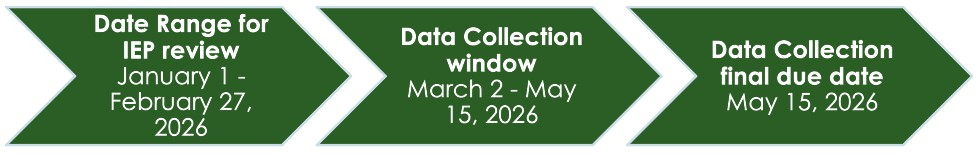 Date Range for
IEP review
January 1 -
February 27,
2026
Data Collection
window
March 2 - May
15, 2026
Data Collection
final due date
May 15, 2026